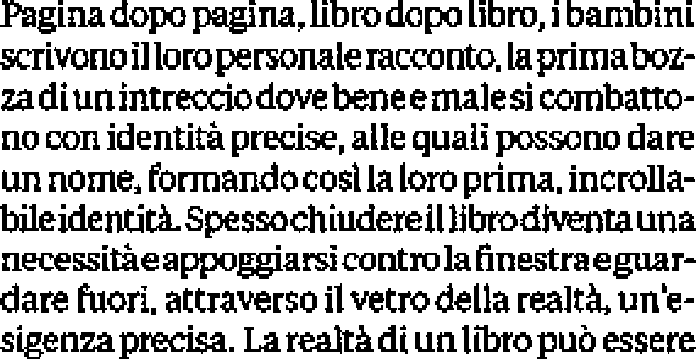 Pagina dopo pagina, libro dopo libro, i bambini
scrivono il loro personale racconto, la prima boz-
za di un intreccio dove bene e male si combatto-
no con identità precise, alle quali possono dare
un nome, formando così la loro prima, incrolla-
bile identità. Spesso chiudere il libro diventa una
necessità e appoggiarsi contro la finestra e guar-
dare fuori, attraverso il vetro della realtà, un'e-
sigenza precisa. La realtà di un libro può essere